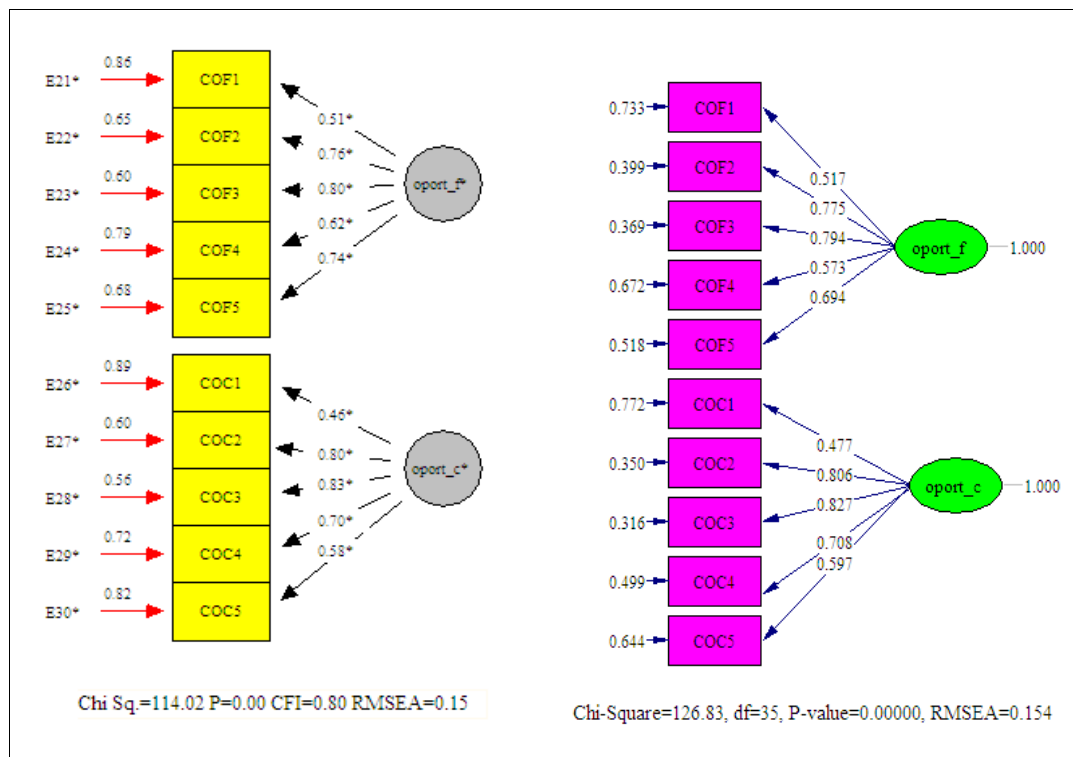 0.86
E21* COF1
0.51*
0.65
E22* COF2
0.76*
0.60
E23* COF3
0.80*
oport_f*
0.79
E24* COF4
0.62*
0.68
E25* COF5
0.74*
0.89
E26* COC1
0.46*
0.60
E27* COC2
0.80*
0.56
E28* COC3
0.83*
oport_c*
0.72
E29* COC4
0.70*
0.82
E30* COC5
0.58*
Chi Sq.=114.02 P=0.00 CFI=0.80 RMSEA=0.15
0.733 COF1
0.517
0.399 COF2
0.775
0.369 COF3
0.794
oport_f 1.000
0.672 COF4
0.573
0.518 COF5
0.694
0.772 COC1
0.477
0.350 COC2
0.806
0.316 COC3
0.827
oport_c 1.000
0.499 COC4
0.708
0.644 COC5
0.597
Chi-Square=126.83, df=35, P-value=0.00000, RMSEA=0.154